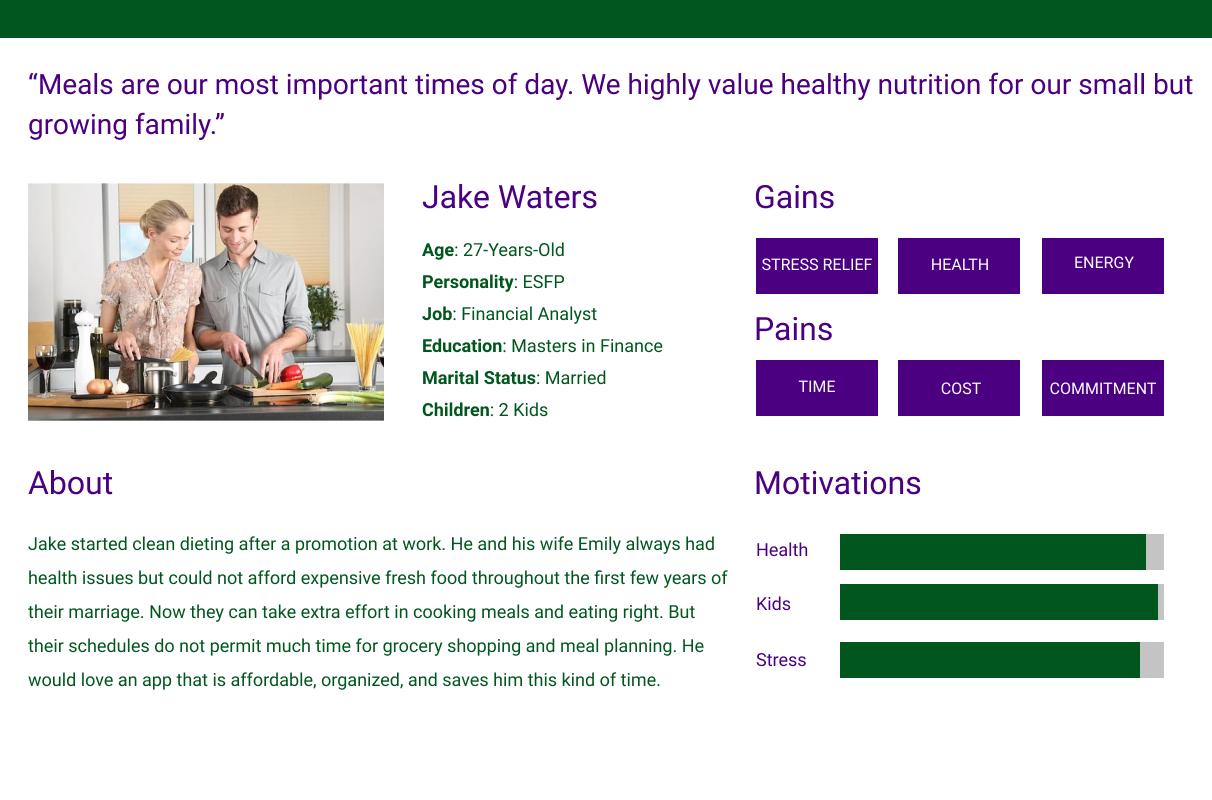 “Meals are our most important times of day. We highly value healthy nutrition for our small but
growing family.”
Jake Waters
Age: 27-Years-Old
Personality: ESFP
Job: Financial Analyst
Education: Masters in Finance
Marital Status: Married
Children: 2 Kids
Gains
STRESS RELIEF
HEALTH
ENERGY
Pains
TIME
COST
COMMITMENT
About
Jake started clean dieting after a promotion at work. He and his wife Emily always had
health issues but could not afford expensive fresh food throughout the first few years of
their marriage. Now they can take extra effort in cooking meals and eating right. But
their schedules do not permit much time for grocery shopping and meal planning. He
would love an app that is affordable, organized, and saves him this kind of time.
Motivations
Health
Kids
Stress